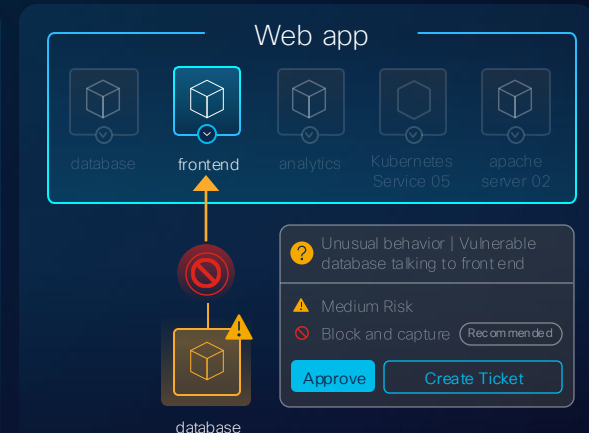 Web app
database
frontend
analytics
Kubernetes
Service 05
apache
server 02
?
Unusual behavior | Vulnerable
database talking to front end
Medium Risk
Block and capture
Recommended
Approve
Create Ticket
database